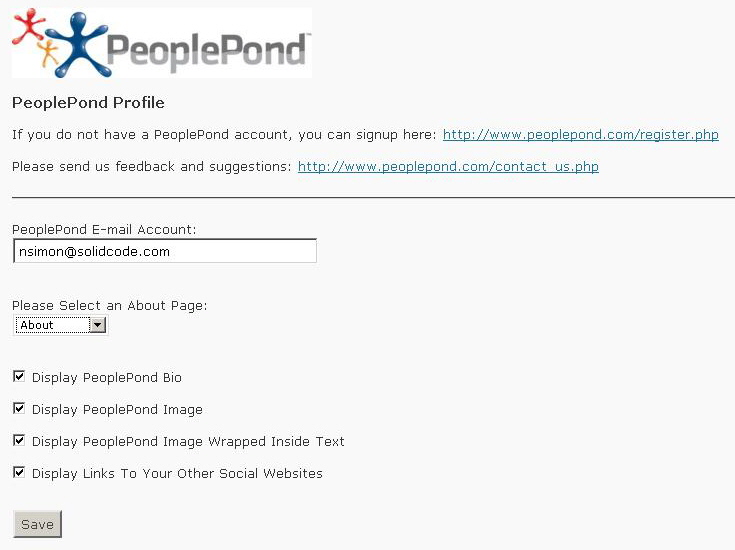 PeoplePond™
PeoplePond Profile
If you do not have a PeoplePond account, you can signup here: http://www.peoplepond.com/register.php
Please send us feedback and suggestions: http://www.peoplepond.com/contact_us.php
PeoplePond E-mail Account:
nsimon@solidcode.com
Please Select an About Page:
About
Display PeoplePond Bio
Display PeoplePond Image
Display PeoplePond Image Wrapped Inside Text
Display Links To Your Other Social Websites
Save